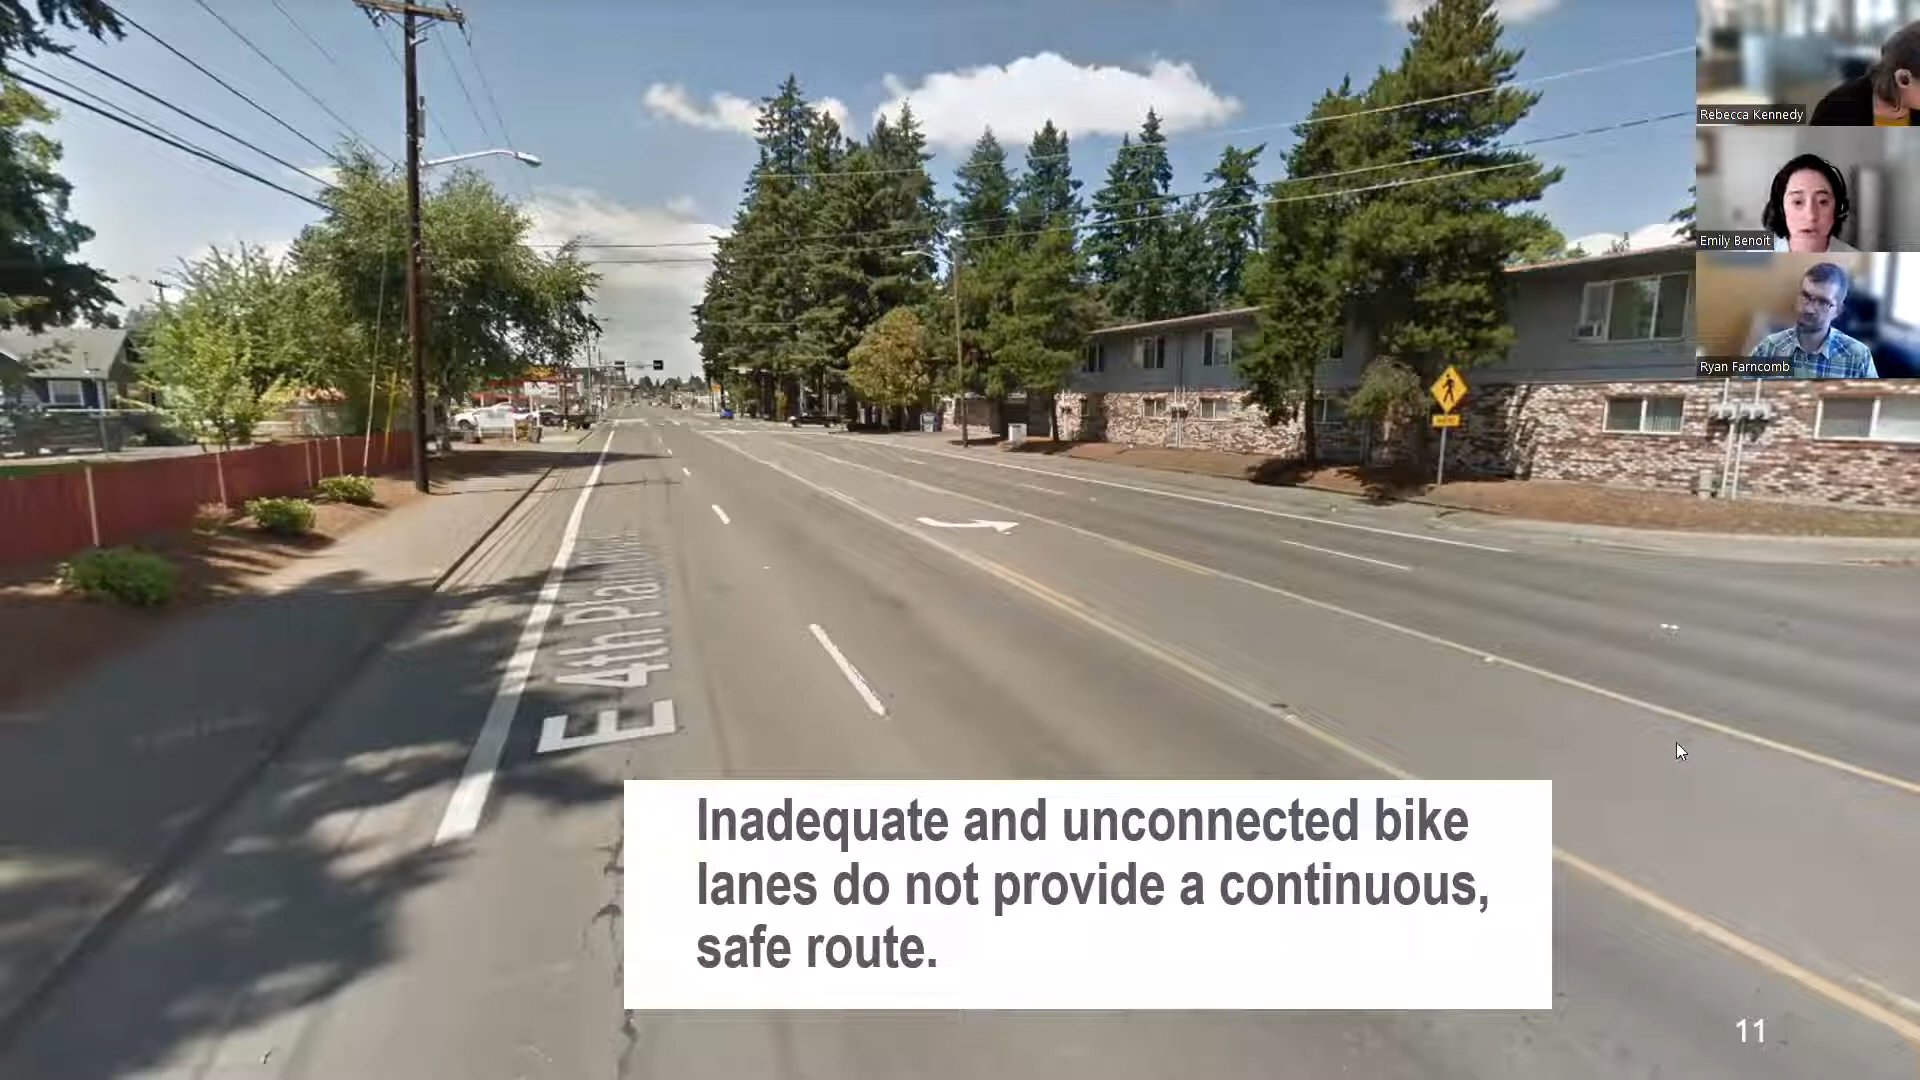 Rebecca Kennedy
Emily Benoit
Ryan Farncomb
E 4th Plain
Inadequate and unconnected bike
lanes do not provide a continuous,
safe route.
11